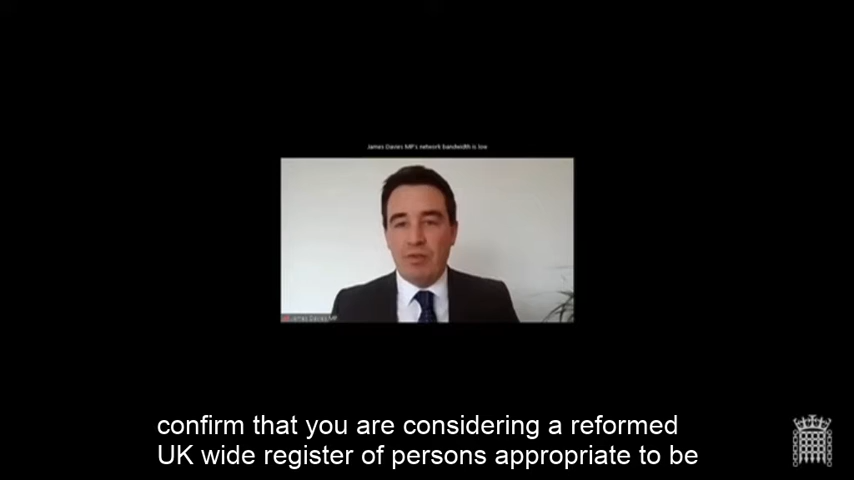 James Davies MP's network bandwidth is low
James Davies MP
confirm that you are considering a reformed
UK wide register of persons appropriate to be